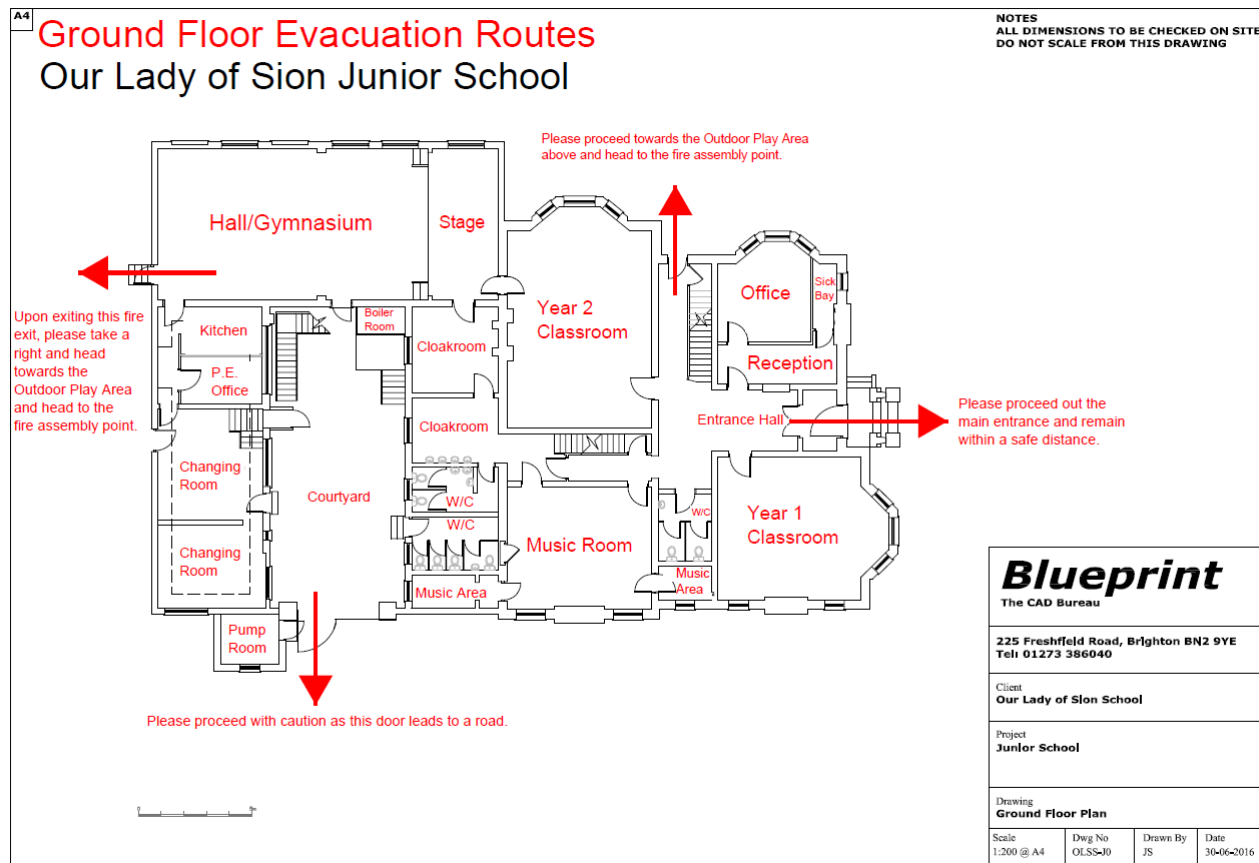 A4
Ground Floor Evacuation Routes
Our Lady of Sion Junior School
NOTES
ALL DIMENSIONS TO BE CHECKED ON SITE
DO NOT SCALE FROM THIS DRAWING
Please proceed towards the Outdoor Play Area
above and head to the fire assembly point.
Hall/Gymnasium
Stage
Year 2
Classroom
Office
Sick
Bay
Reception
Upon exiting this fire
exit, please take a
right and head
towards the
Outdoor Play Area
and head to the
fire assembly point.
Kitchen
Boiler
Room
P.E.
Office
Cloakroom
Cloakroom
Entrance Hall
Please proceed out the
main entrance and remain
within a safe distance.
Changing
Room
Courtyard
W/C
W/C
W/C
Year 1
Classroom
Music Room
Changing
Room
Music Area
Music
Area
Pump
Room
Please proceed with caution as this door leads to a road.
Blueprint
The CAD Bureau
225 Freshfield Road, Brighton BN2 9YE
Tel: 01273 386040
Client
Our Lady of Sion School
Project
Junior School
Drawing
Ground Floor Plan
Scale
1:200 @ A4
Dwg No
OLSS-J0
Drawn By
JS
Date
30-06-2016